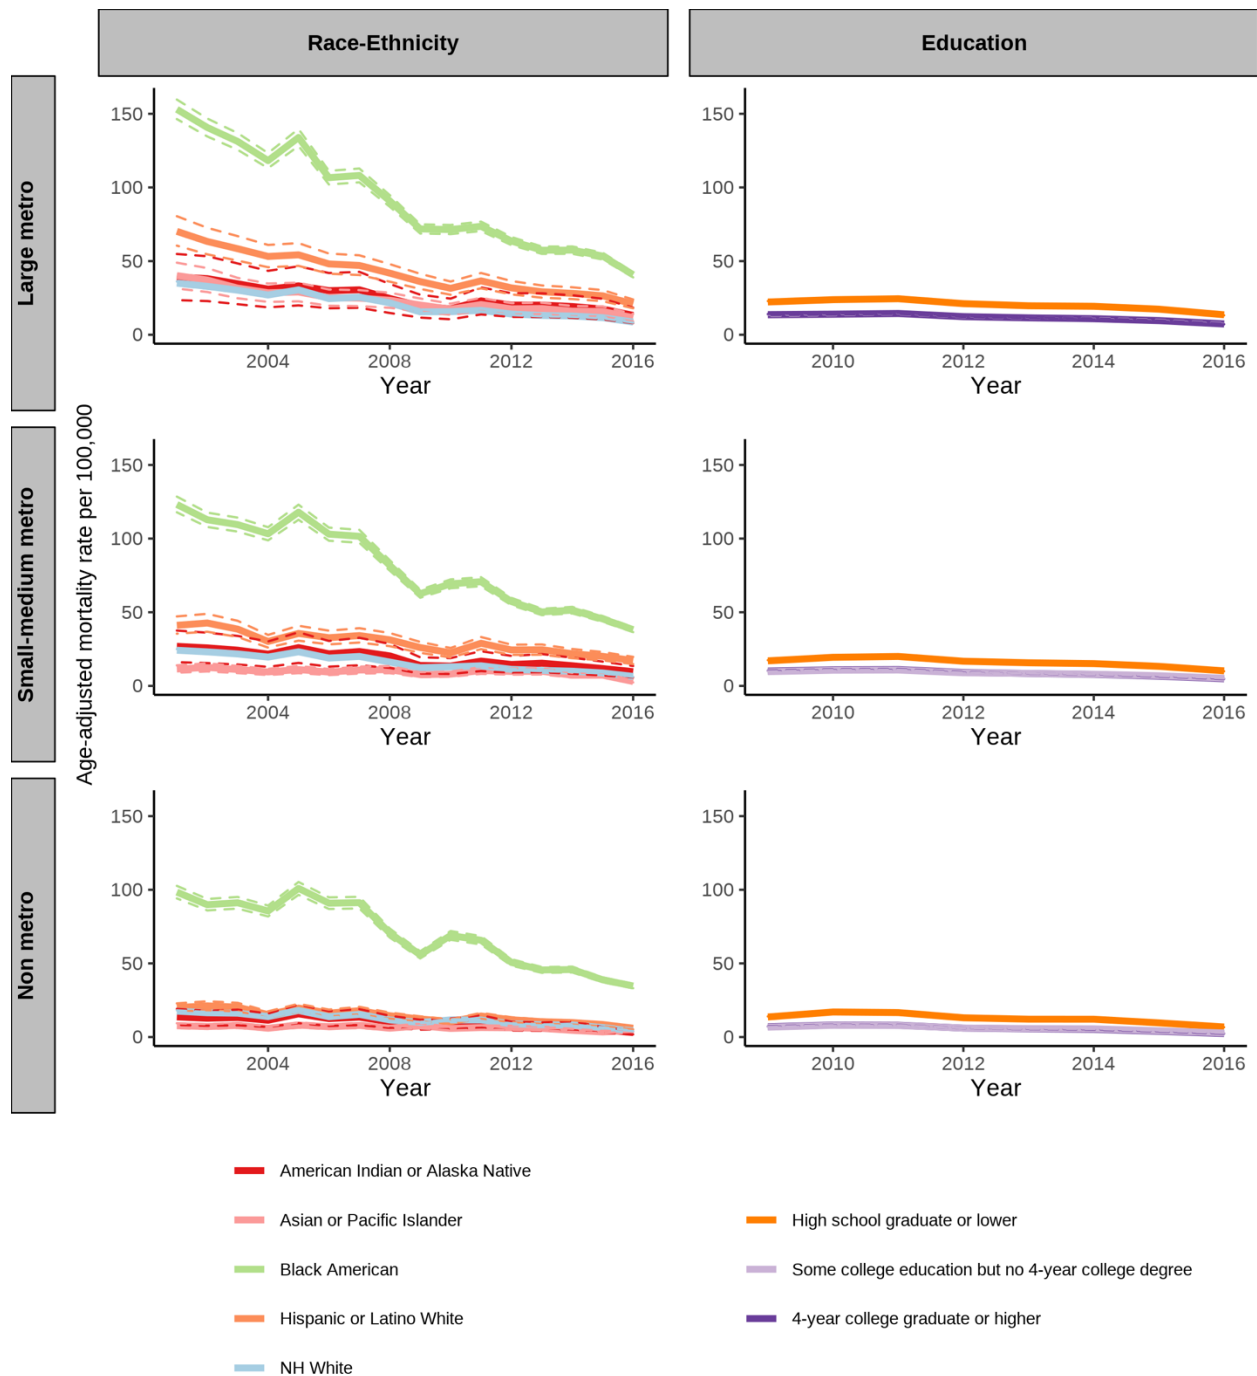 Race-Ethnicity
Education
Large metro
Small-medium metro
Non metro
Age-adjusted mortality rate per 100,000
150
100
50
0
2004
2008
2012
2016
Year
150
100
50
0
2010
2012
2014
2016
Year
150
100
50
0
2004
2008
2012
2016
Year
150
100
50
0
2010
2012
2014
2016
Year
150
100
50
0
2004
2008
2012
2016
Year
150
100
50
0
2010
2012
2014
2016
Year
American Indian or Alaska Native
Asian or Pacific Islander
Black American
Hispanic or Latino White
NH White
High school graduate or lower
Some college education but no 4-year college degree
4-year college graduate or higher